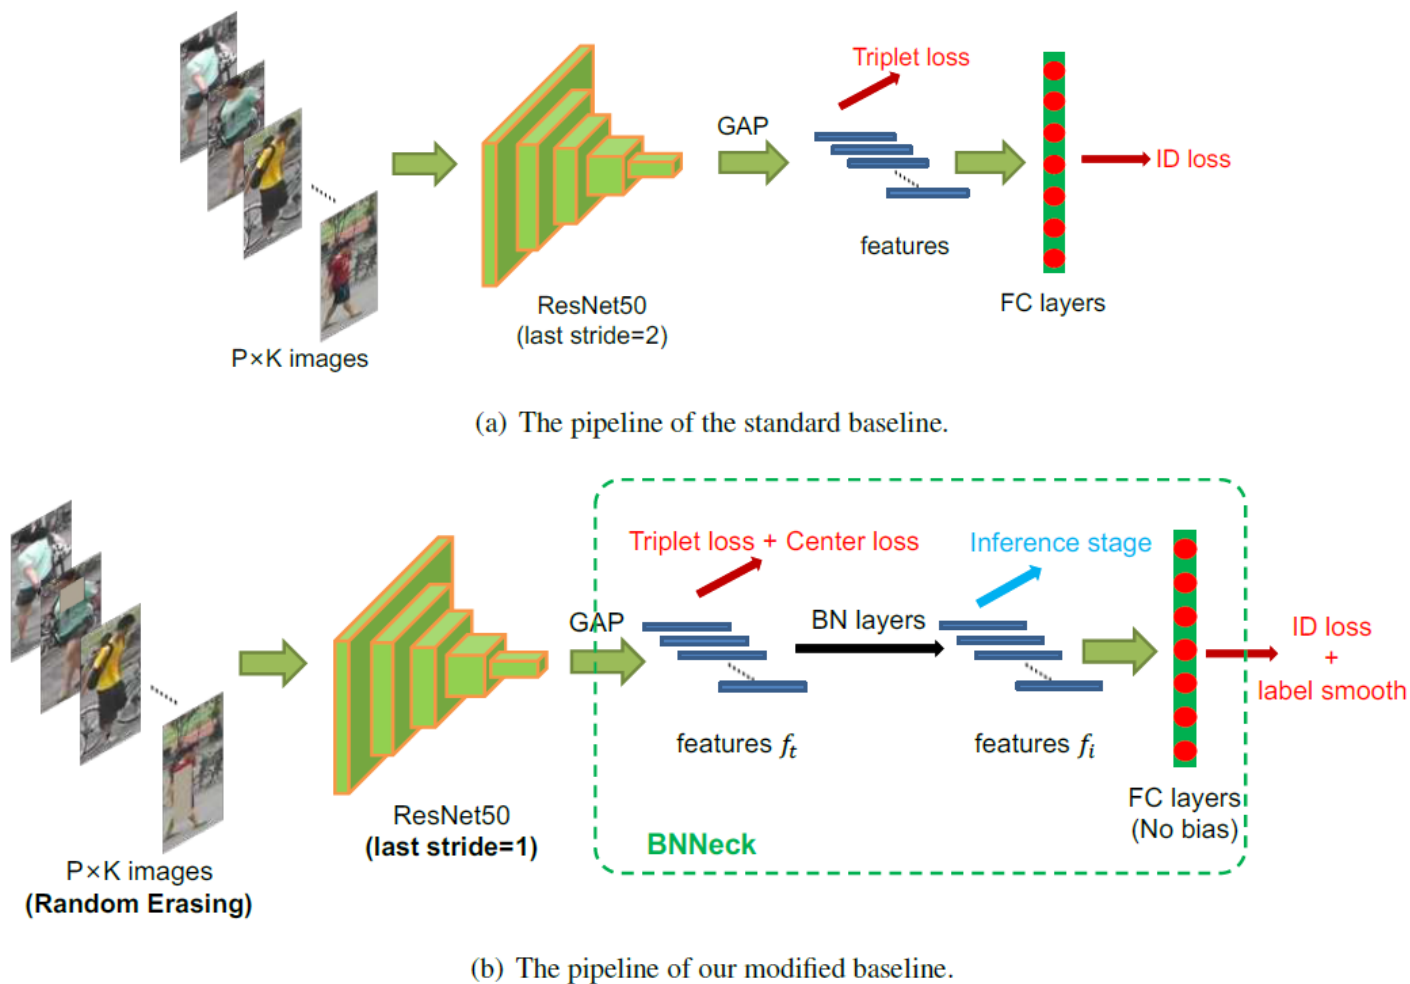 Triplet loss
GAP
ID loss
features
ResNet50
(last stride=2)
FC layers
P×K images
(a) The pipeline of the standard baseline.
Triplet loss + Center loss
Inference stage
GAP
BN layers
ID loss
+
label smooth
features fₜ
features fᵢ
ResNet50
(last stride=1)
FC layers
(No bias)
BNNeck
P×K images
(Random Erasing)
(b) The pipeline of our modified baseline.